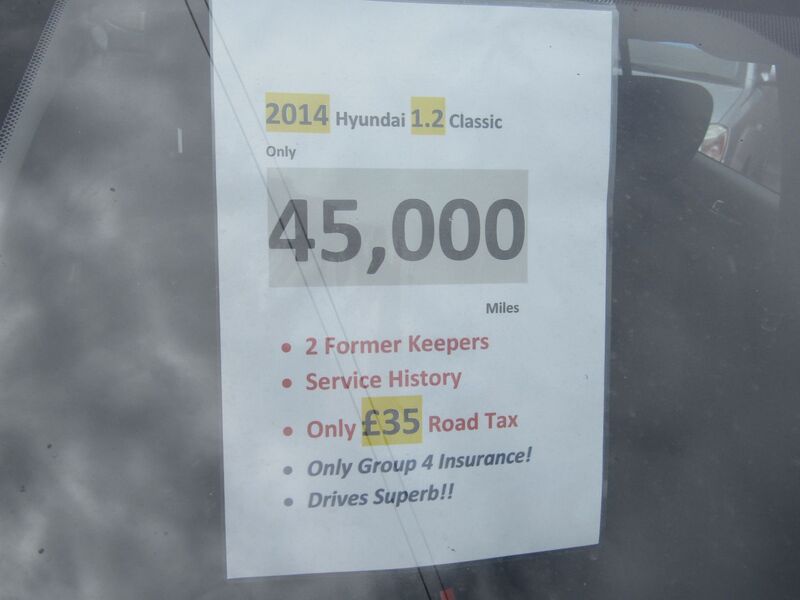 2014 Hyundai 1.2 Classic
Only
45,000
Miles
• 2 Former Keepers
• Service History
• Only £35 Road Tax
• Only Group 4 Insurance!
• Drives Superb!!